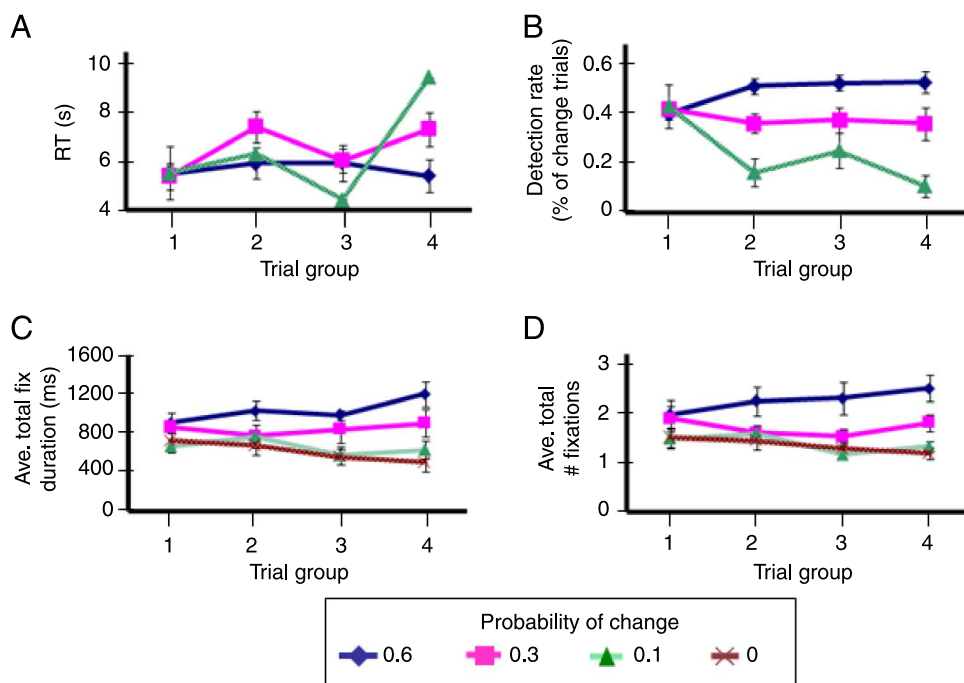 A
RT (s)
10
8
6
4
1 2 3 4
Trial group
B
Detection rate
(% of change trials)
0.6
0.4
0.2
0
1 2 3 4
Trial group
C
Ave. total fix
duration (ms)
1600
1200
800
400
0
1 2 3 4
Trial group
D
Ave. total
# fixations
3
2
1
0
1 2 3 4
Trial group
Probability of change
0.6 0.3 0.1 0